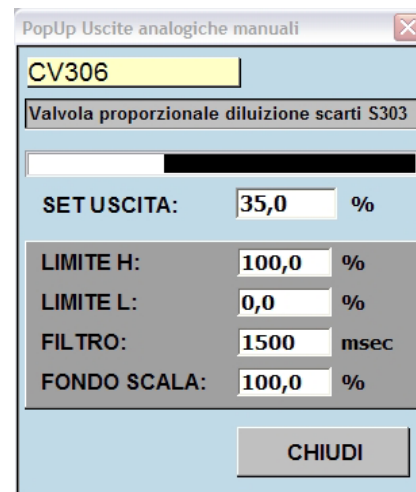 PopUp Uscite analogiche manuali
CV306
Valvola proporzionale diluizione scarti S303
SET USCITA: 35,0 %
LIMITE H: 100,0 %
LIMITE L: 0,0 %
FILTRO: 1500 msec
FONDO SCALA: 100,0 %
CHIUDI